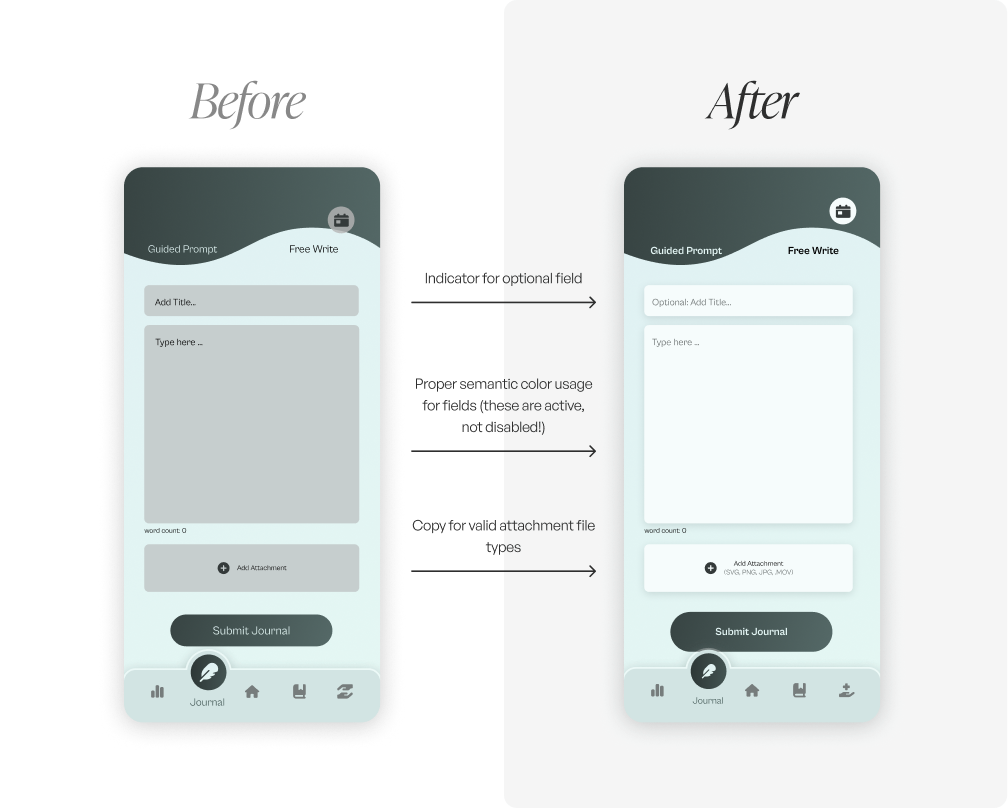 Before
After
Guided Prompt
Free Write
Add Title...
Type here ...
word count: 0
Add Attachment
Submit Journal
Journal
Indicator for optional field
Proper semantic color usage
for fields (these are active,
not disabled!)
Copy for valid attachment file
types
Guided Prompt
Free Write
Optional: Add Title...
Type here ...
word count: 0
Add Attachment
(SVG, PNG, JPG, .MOV)
Submit Journal
Journal